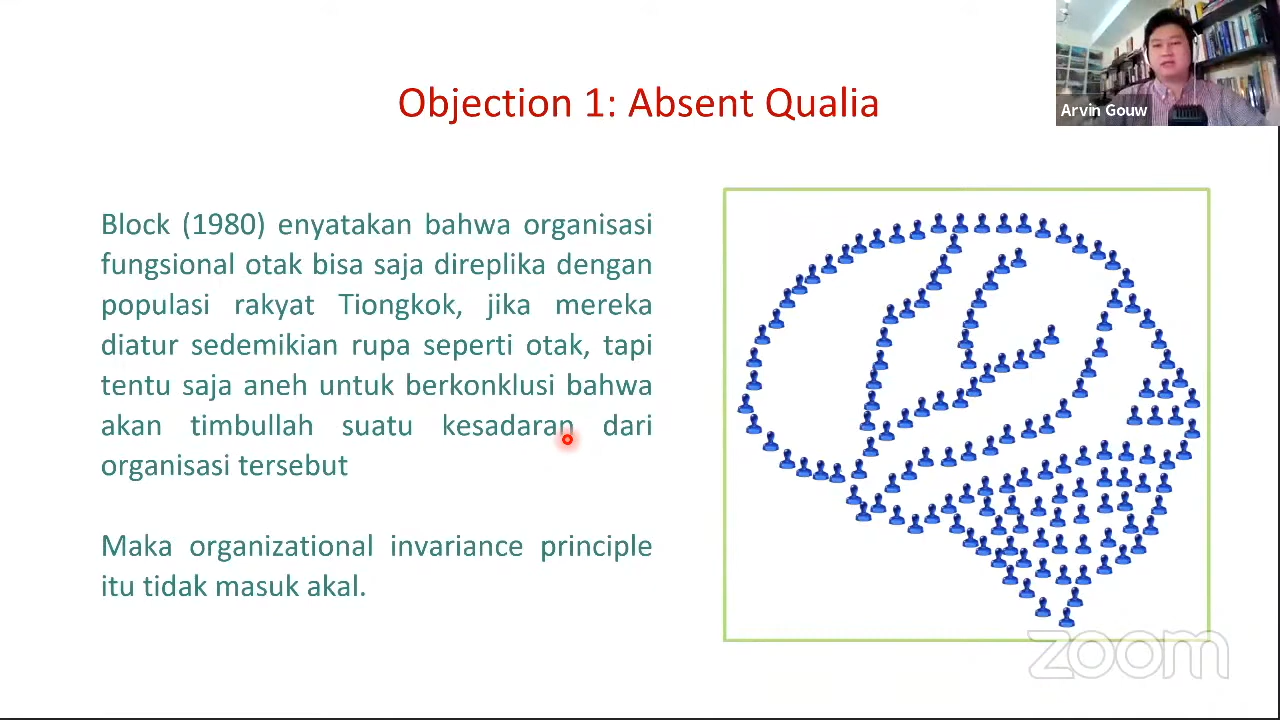 Objection 1: Absent Qualia
Arvin Gouw
Block (1980) enyatakan bahwa organisasi
fungsional otak bisa saja direplika dengan
populasi rakyat Tiongkok, jika mereka
diatur sedemikian rupa seperti otak, tapi
tentu saja aneh untuk berkonklusi bahwa
akan timbullah suatu kesadaran dari
organisasi tersebut
Maka organizational invariance principle
itu tidak masuk akal.
zoom